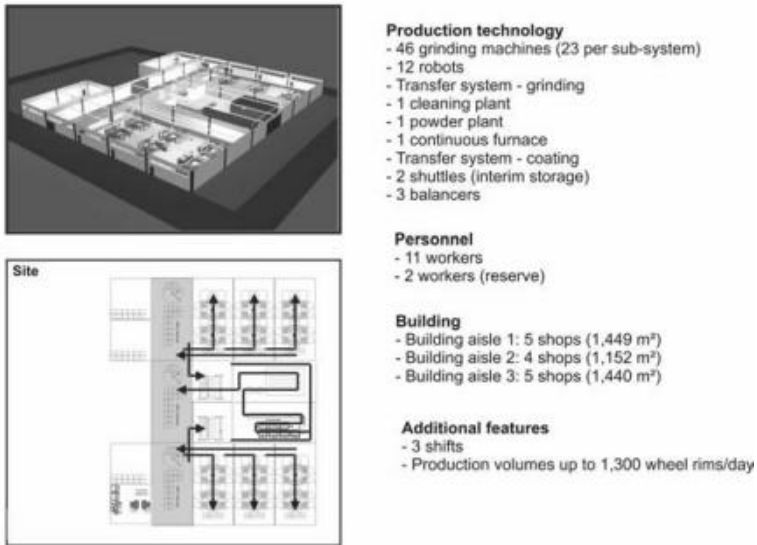 Production technology
- 46 grinding machines (23 per sub-system)
- 12 robots
- Transfer system - grinding
- 1 cleaning plant
- 1 powder plant
- 1 continuous furnace
- Transfer system - coating
- 2 shuttles (interim storage)
- 3 balancers
Personnel
- 11 workers
- 2 workers (reserve)
Site
Building
- Building aisle 1: 5 shops (1,449 m²)
- Building aisle 2: 4 shops (1,152 m²)
- Building aisle 3: 5 shops (1,440 m²)
Additional features
- 3 shifts
- Production volumes up to 1,300 wheel rims/day